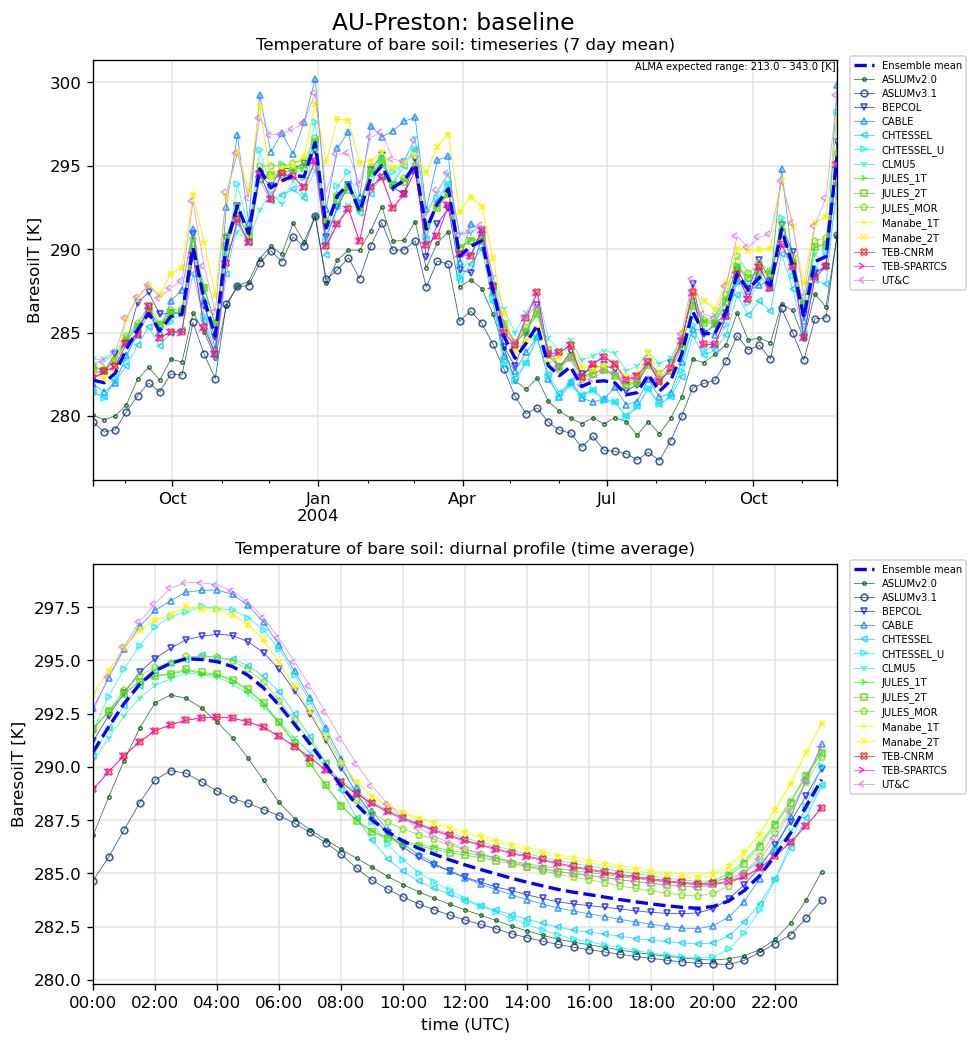 AU-Preston: baseline
Temperature of bare soil: timeseries (7 day mean)
ALMA expected range: 213.0 - 343.0 [K]
BaresoilT [K]
300
295
290
285
280
Oct
Jan
2004
Apr
Jul
Oct
Ensemble mean
ASLUMv2.0
ASLUMv3.1
BEPCOL
CABLE
CHTESSEL
CHTESSEL_U
CLMU5
JULES_1T
JULES_2T
JULES_MOR
Manabe_1T
Manabe_2T
TEB-CNRM
TEB-SPARTCS
UT&C
Temperature of bare soil: diurnal profile (time average)
BaresoilT [K]
297.5
295.0
292.5
290.0
287.5
285.0
282.5
280.0
00:00 02:00 04:00 06:00 08:00 10:00 12:00 14:00 16:00 18:00 20:00 22:00
time (UTC)
Ensemble mean
ASLUMv2.0
ASLUMv3.1
BEPCOL
CABLE
CHTESSEL
CHTESSEL_U
CLMU5
JULES_1T
JULES_2T
JULES_MOR
Manabe_1T
Manabe_2T
TEB-CNRM
TEB-SPARTCS
UT&C